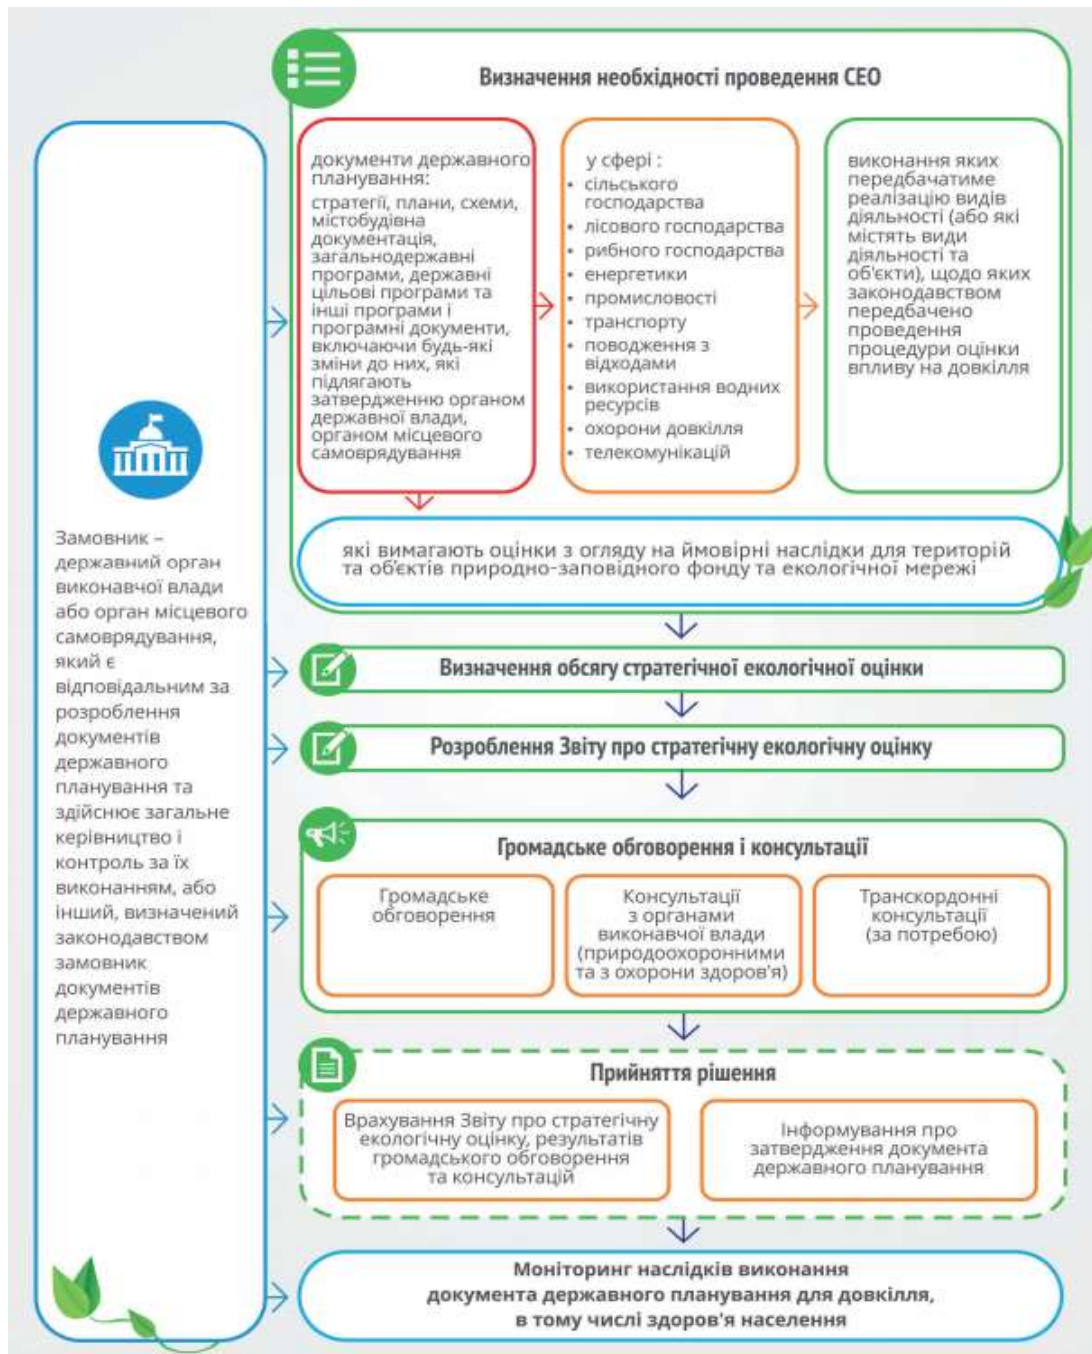 Визначення необхідності проведення СЕО
документи державного
планування:
стратегії, плани, схеми,
містобудівна
документація,
загальнодержавні
програми, державні
цільові програми та
інші програми і
програмні документи,
включаючи будь-які
зміни до них, які
підлягають
затвердженню органом
державної влади,
органом місцевого
самоврядування
у сфері :
• сільського
господарства
• лісового господарства
• рибного господарства
• енергетики
• промисловості
• транспорту
• поводження з
відходами
• використання водних
ресурсів
• охорони довкілля
• телекомунікацій
виконання яких
передбачатиме
реалізацію видів
діяльності (або які
містять види
діяльності та
об'єкти), щодо яких
законодавством
передбачено
проведення
процедури оцінки
впливу на довкілля
які вимагають оцінки з огляду на ймовірні наслідки для територій
та об'єктів природно-заповідного фонду та екологічної мережі
Замовник –
державний орган
виконавчої влади
або орган місцевого
самоврядування,
який є
відповідальним за
розроблення
документів
державного
планування та
здійснює загальне
керівництво і
контроль за їх
виконанням, або
інший, визначений
законодавством
замовник
документів
державного
планування
Визначення обсягу стратегічної екологічної оцінки
Розроблення Звіту про стратегічну екологічну оцінку
Громадське обговорення і консультації
Громадське
обговорення
Консультації
з органами
виконавчої влади
(природоохоронними
та з охорони здоров'я)
Транскордонні
консультації
(за потребою)
Прийняття рішення
Врахування Звіту про стратегічну
екологічну оцінку, результатів
громадського обговорення
та консультацій
Інформування про
затвердження документа
державного планування
Моніторинг наслідків виконання
документа державного планування для довкілля,
в тому числі здоров'я населення